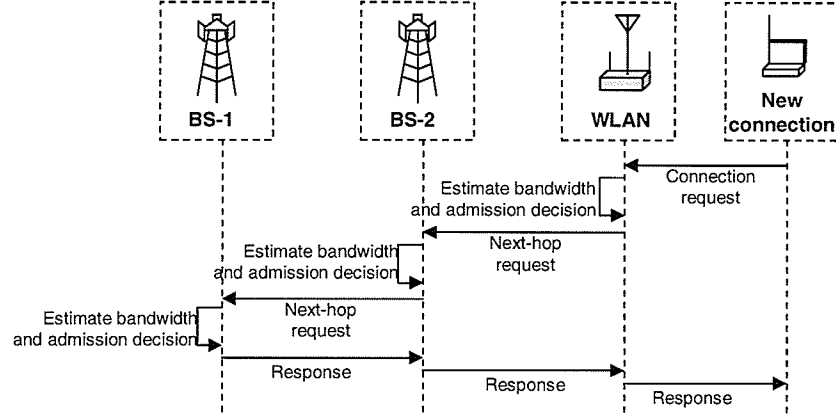 BS-1
BS-2
WLAN
New
connection
Connection
request
Estimate bandwidth
and admission decision
Next-hop
request
Estimate bandwidth
and admission decision
Next-hop
request
Estimate bandwidth
and admission decision
Response
Response
Response